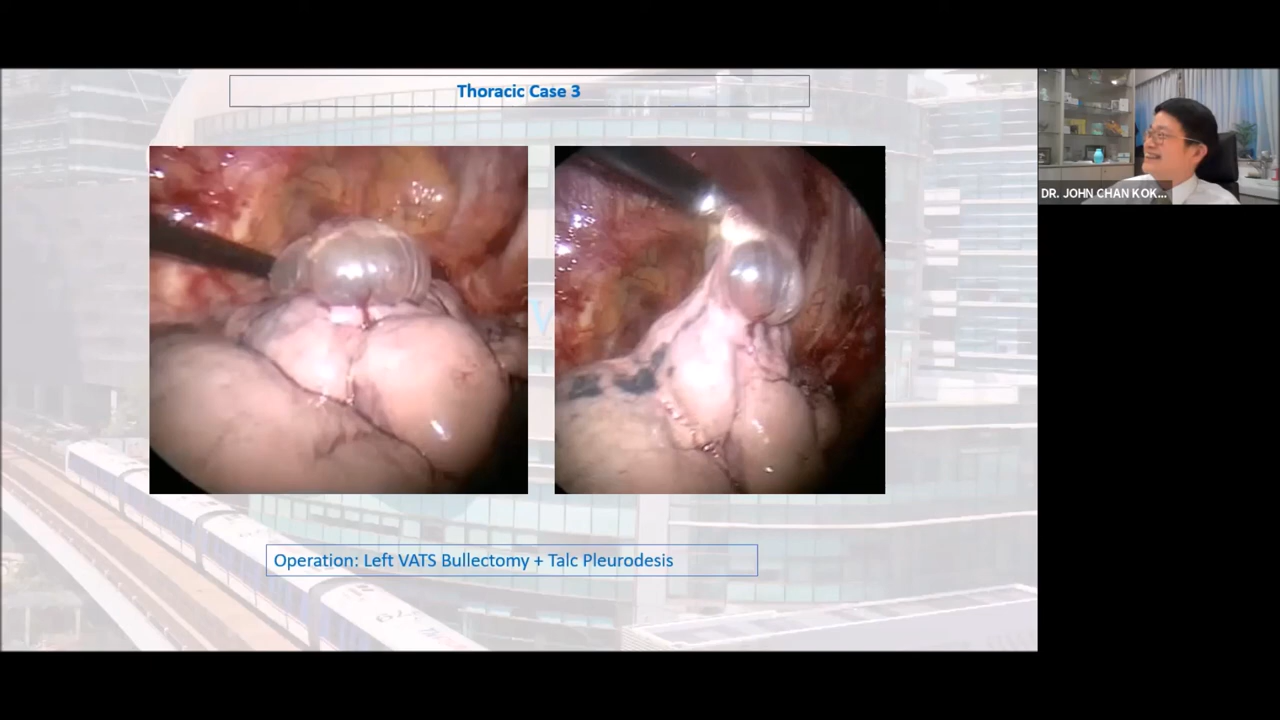 Thoracic Case 3
DR. JOHN CHAN KOK...
Operation: Left VATS Bullectomy + Talc Pleurodesis